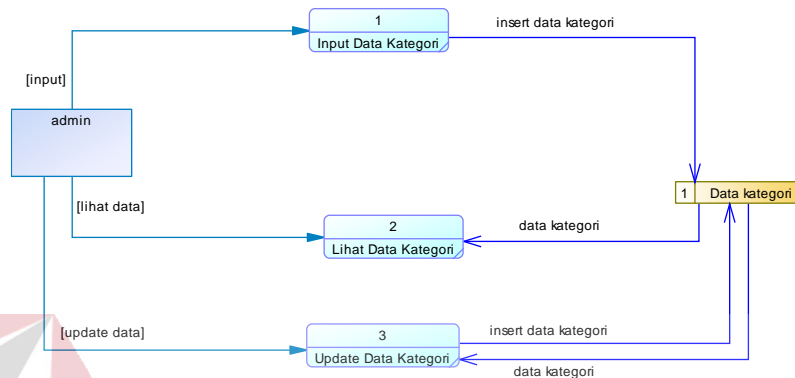 1
insert data kategori
Input Data Kategori
[input]
admin
1 Data kategori
[lihat data]
2
data kategori
Lihat Data Kategori
[update data]
3
insert data kategori
Update Data Kategori
data kategori